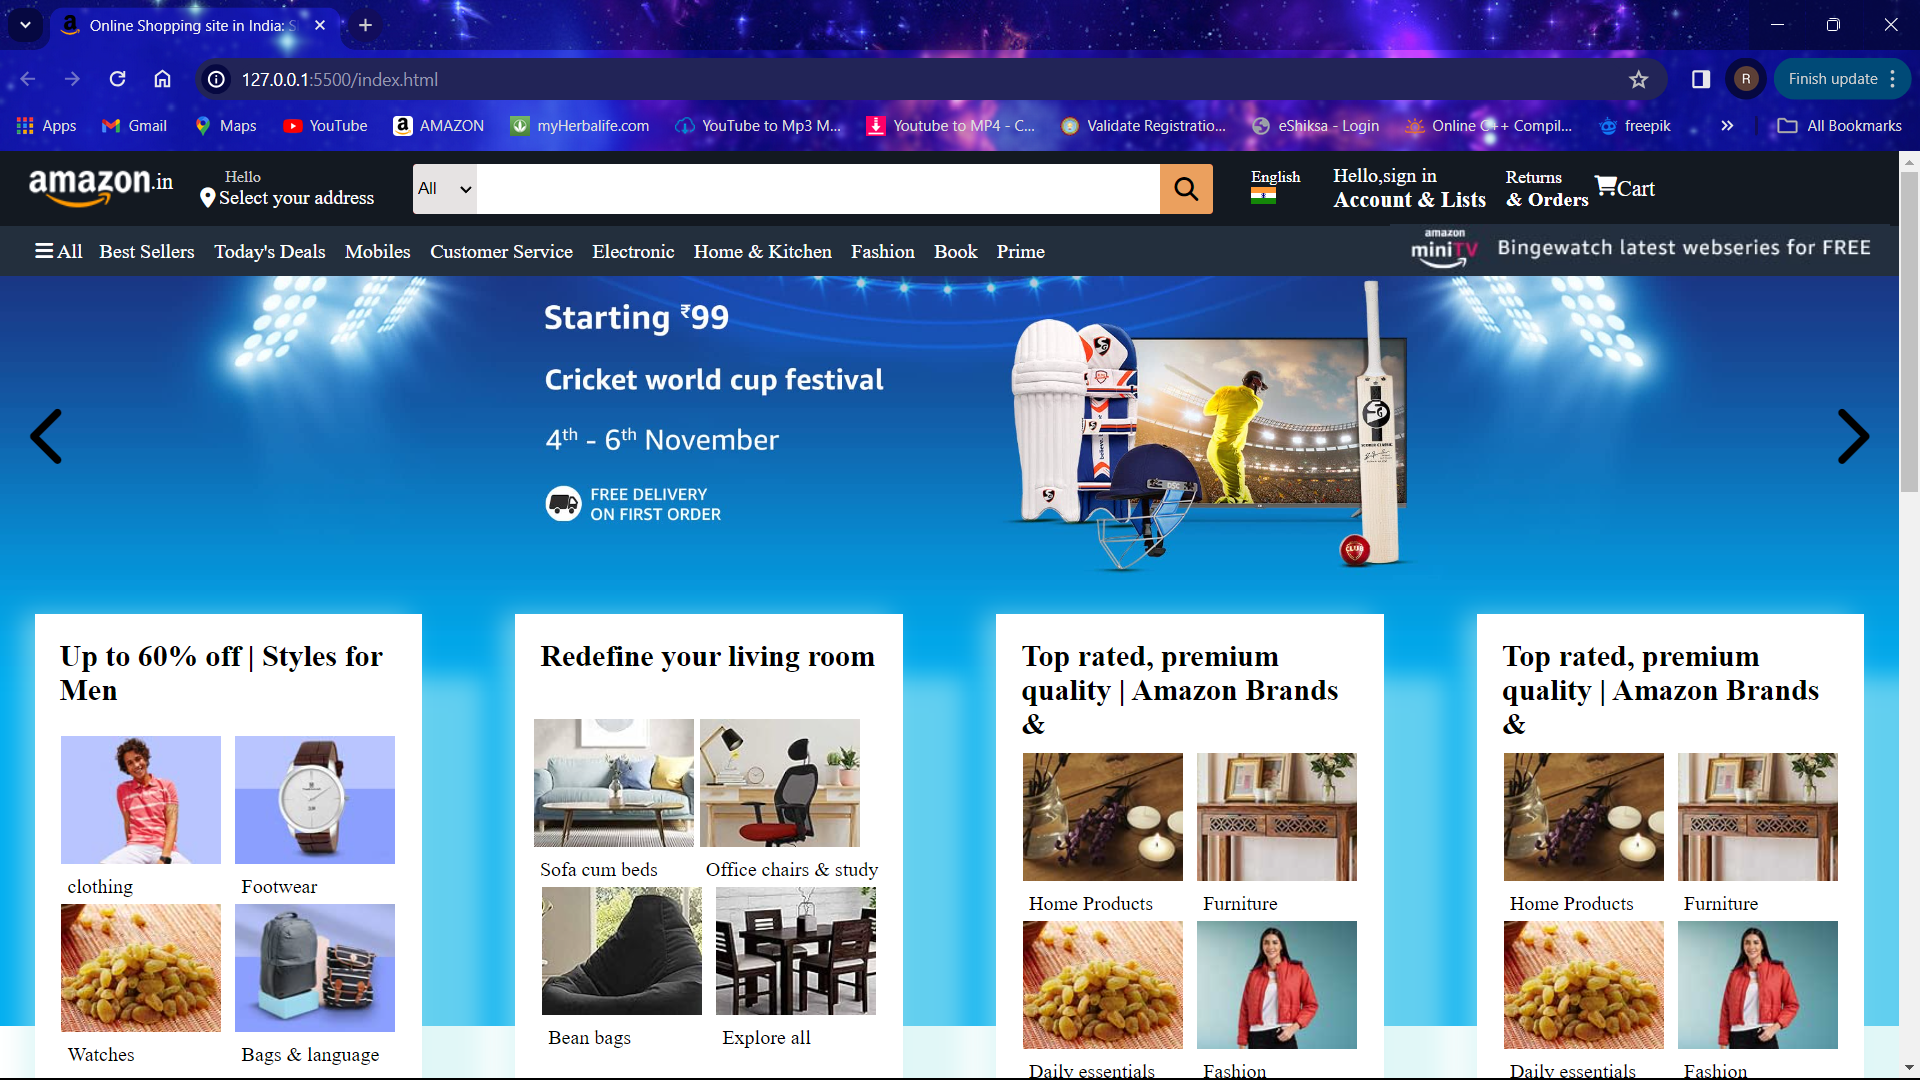 Online Shopping site in India: S
127.0.0.1:5500/index.html
Finish update
R
Apps
Gmail
Maps
YouTube
AMAZON
myHerbalife.com
YouTube to Mp3 M...
Youtube to MP4 - C...
Validate Registratio...
eShiksa - Login
Online C++ Compil...
freepik
All Bookmarks
amazon.in
Hello
Select your address
All
English
Hello,sign in
Account & Lists
Returns
& Orders
Cart
All Best Sellers Today's Deals Mobiles Customer Service Electronic Home & Kitchen Fashion Book Prime
amazon
miniTV
Bingewatch latest webseries for FREE
Starting ₹99
Cricket world cup festival
4th - 6th November
FREE DELIVERY
ON FIRST ORDER
Up to 60% off | Styles for
Men
clothing
Footwear
Watches
Bags & language
Redefine your living room
Sofa cum beds
Office chairs & study
Bean bags
Explore all
Top rated, premium
quality | Amazon Brands
&
Home Products
Furniture
Daily essentials
Fashion
Top rated, premium
quality | Amazon Brands
&
Home Products
Furniture
Daily essentials
Fashion